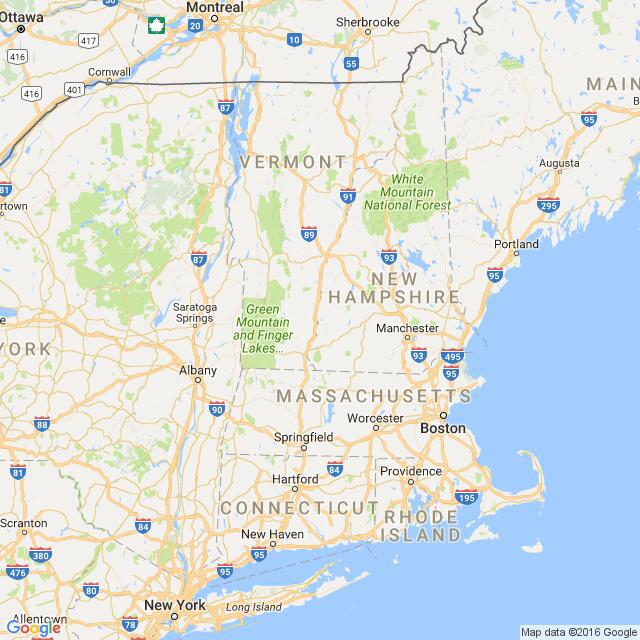 Ottawa
Montreal
Sherbrooke
417
20
10
416
Cornwall
55
416
401
87
MAIN
95
VERMONT
Augusta
White
Mountain
National Forest
81
91
295
89
Portland
87
93
95
NEW
HAMPSHIRE
Saratoga
Springs
Green
Mountain
and Finger
Lakes...
Manchester
YORK
93
495
Albany
95
MASSACHUSETTS
90
Worcester
88
Boston
Springfield
81
84
Providence
Hartford
195
CONNECTICUT
RHODE
ISLAND
Scranton
84
New Haven
380
95
476
95
80
New York
Long Island
Allentown
78
Google
Map data ©2016 Google